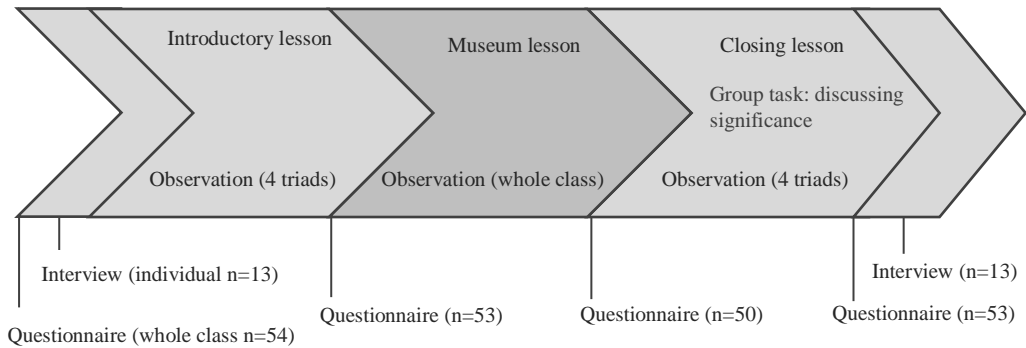 Introductory lesson
Museum lesson
Closing lesson
Group task: discussing
significance
Observation (4 triads)
Observation (whole class)
Observation (4 triads)
Interview (individual n=13)
Interview (n=13)
Questionnaire (whole class n=54)
Questionnaire (n=53)
Questionnaire (n=50)
Questionnaire (n=53)